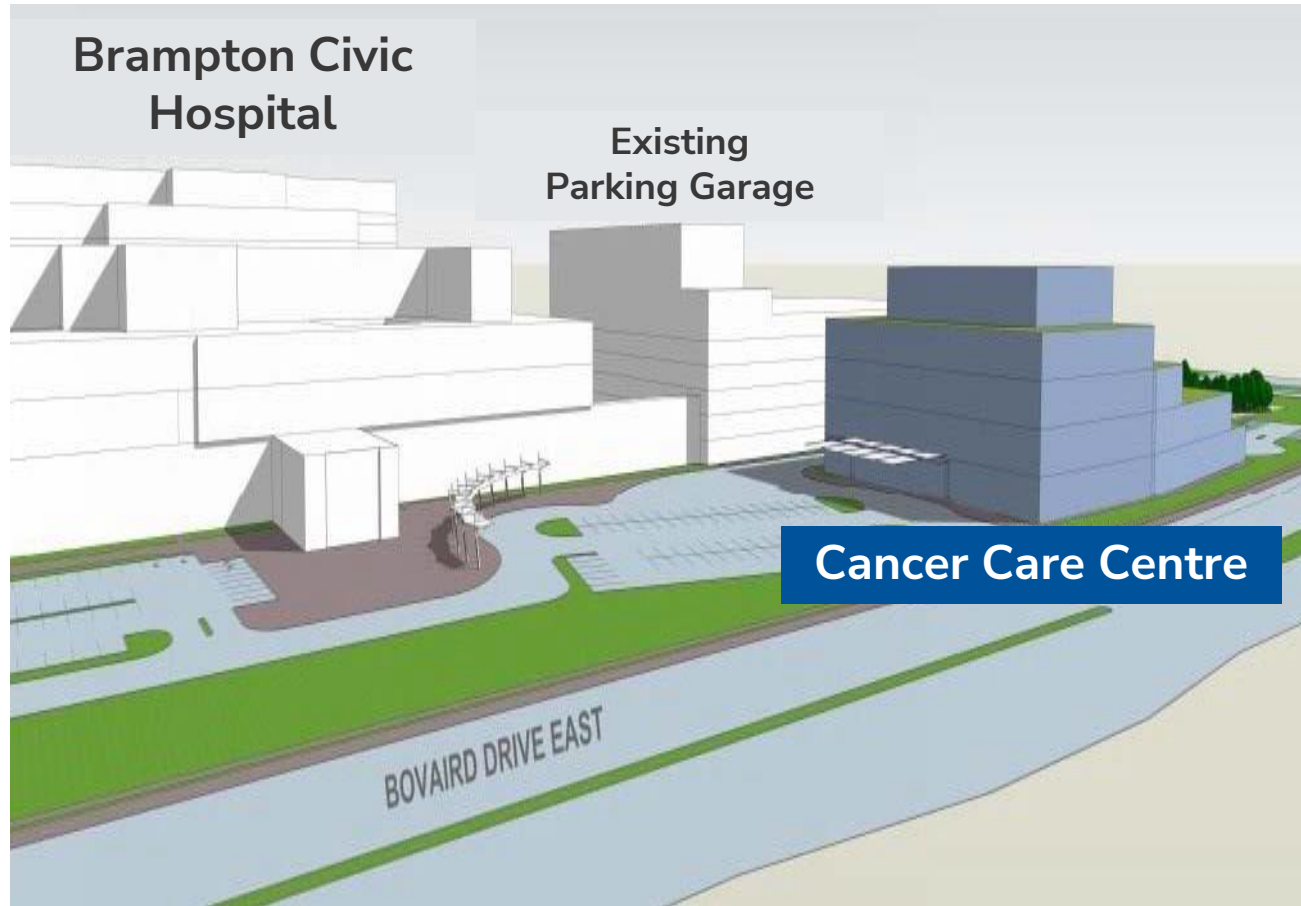 Brampton Civic
Hospital
Existing
Parking Garage
Cancer Care Centre
BOVAIRD DRIVE EAST